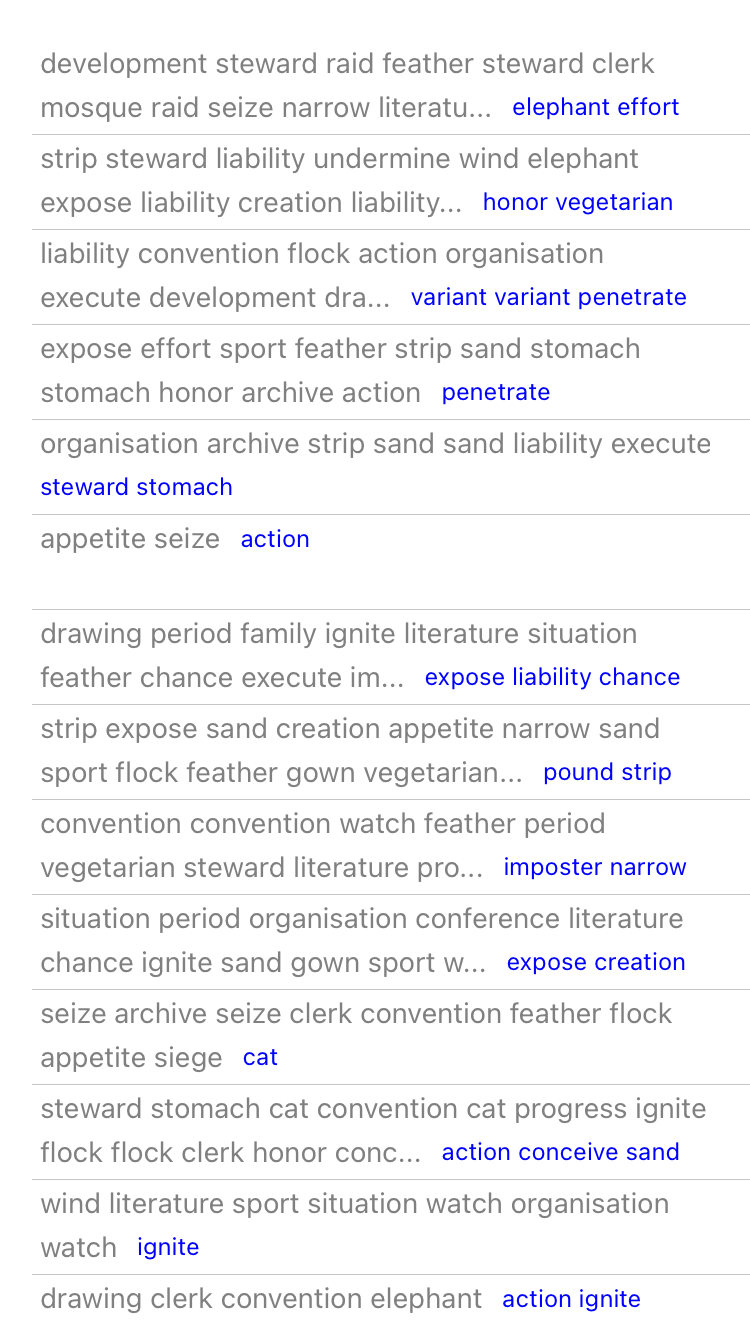 development steward raid feather steward clerk
mosque raid seize narrow literatu... elephant effort
strip steward liability undermine wind elephant
expose liability creation liability... honor vegetarian
liability convention flock action organisation
execute development dra... variant variant penetrate
expose effort sport feather strip sand stomach
stomach honor archive action penetrate
organisation archive strip sand sand liability execute
steward stomach
appetite seize action
drawing period family ignite literature situation
feather chance execute im... expose liability chance
strip expose sand creation appetite narrow sand
sport flock feather gown vegetarian... pound strip
convention convention watch feather period
vegetarian steward literature pro... imposter narrow
situation period organisation conference literature
chance ignite sand gown sport w... expose creation
seize archive seize clerk convention feather flock
appetite siege cat
steward stomach cat convention cat progress ignite
flock flock clerk honor conc... action conceive sand
wind literature sport situation watch organisation
watch ignite
drawing clerk convention elephant action ignite